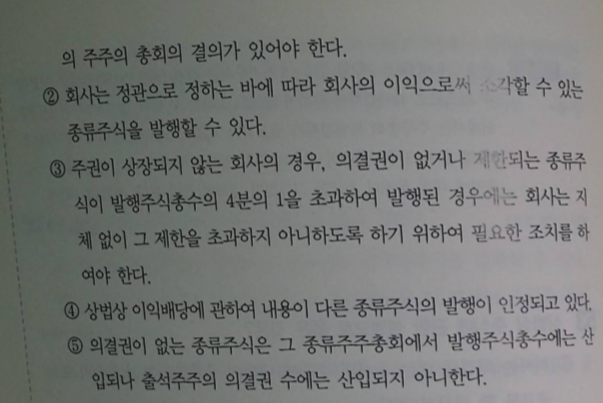 의 주주의 총회의 결의가 있어야 한다.
② 회사는 정관으로 정하는 바에 따라 회사의 이익으로써 소각할 수 있는
종류주식을 발행할 수 있다.
③ 주권이 상장되지 않는 회사의 경우, 의결권이 없거나 제한되는 종류주
식이 발행주식총수의 4분의 1을 초과하여 발행된 경우에는 회사는 지
체 없이 그 제한을 초과하지 아니하도록 하기 위하여 필요한 조치를 하
여야 한다.
④ 상법상 이익배당에 관하여 내용이 다른 종류주식의 발행이 인정되고 있다.
⑤ 의결권이 없는 종류주식은 그 종류주주총회에서 발행주식총수에는 산
입되나 출석주주의 의결권 수에는 산입되지 아니한다.